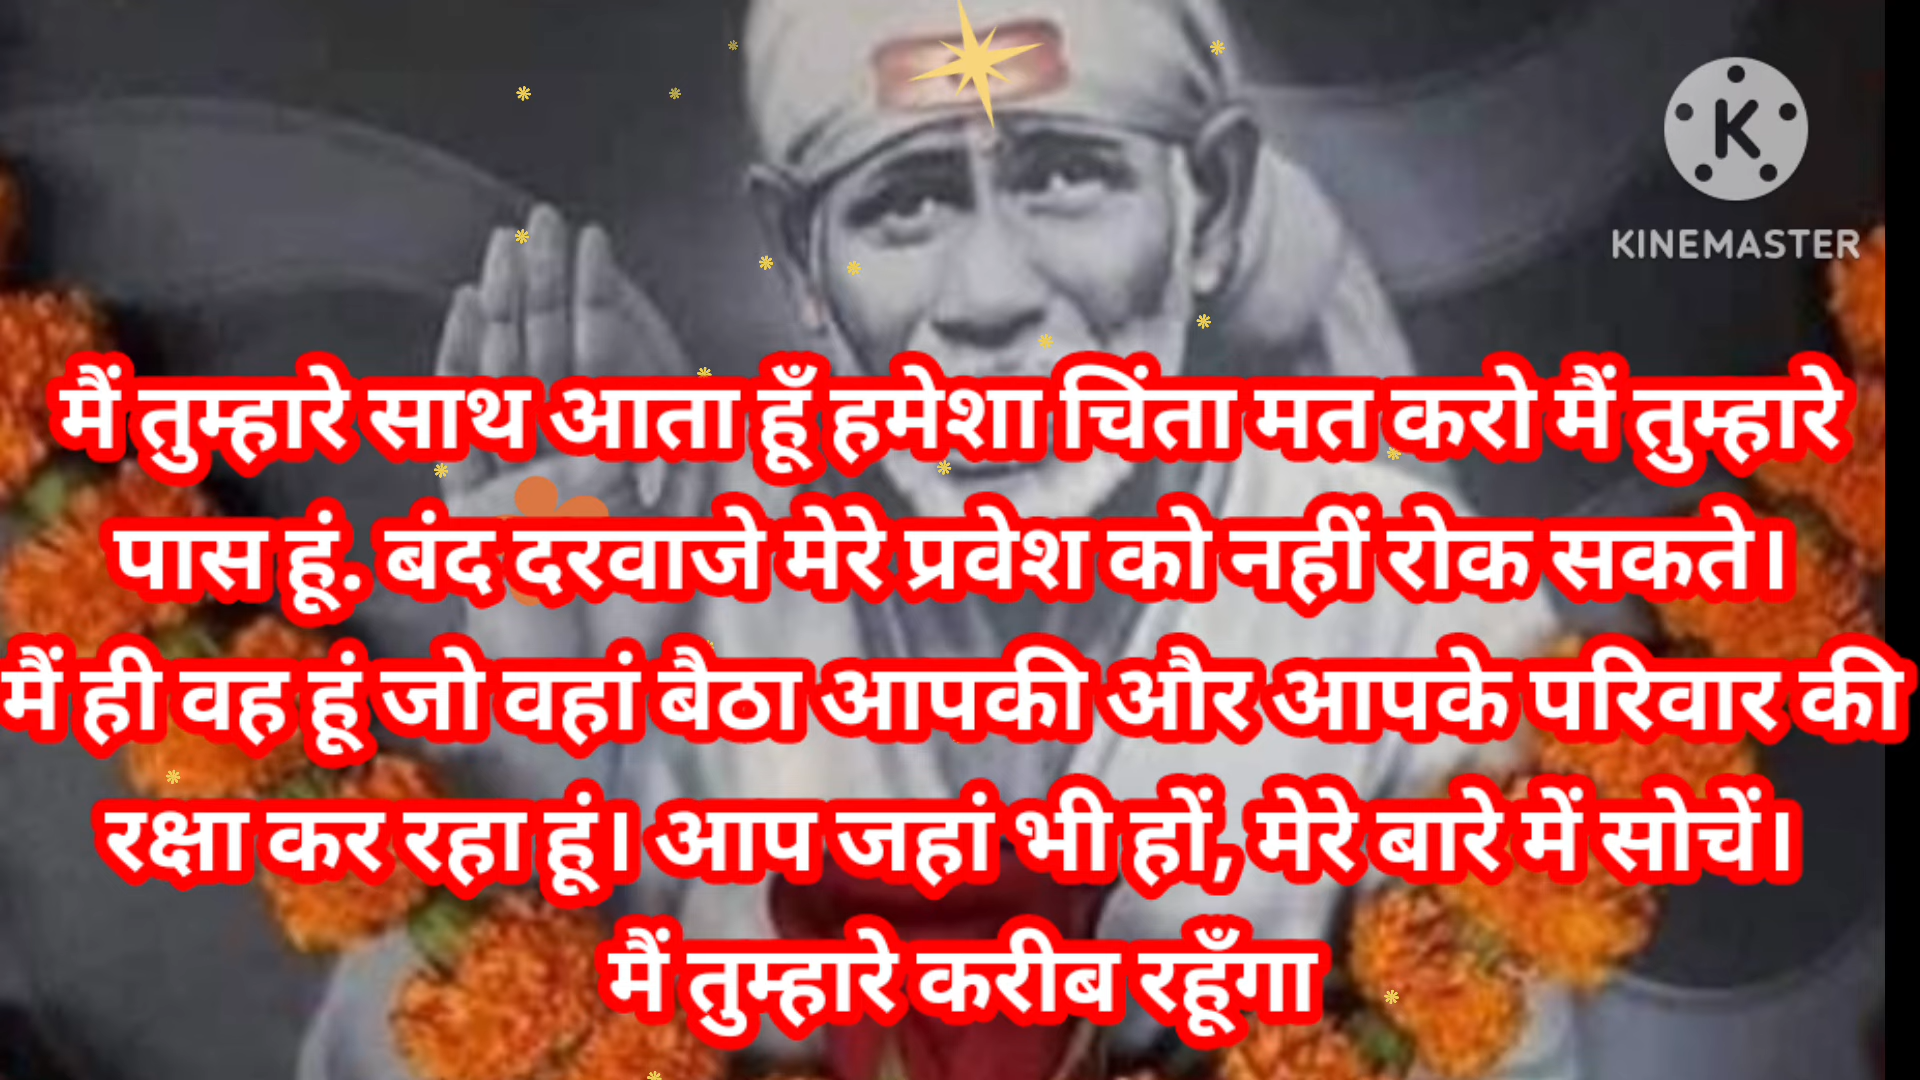 KINEMASTER
मैं तुम्हारे साथ आता हूँ हमेशा चिंता मत करो मैं तुम्हारे
पास हूं. बंद दरवाजे मेरे प्रवेश को नहीं रोक सकते।
मैं ही वह हूं जो वहां बैठा आपकी और आपके परिवार की
रक्षा कर रहा हूं। आप जहां भी हों, मेरे बारे में सोचें।
मैं तुम्हारे करीब रहूँगा